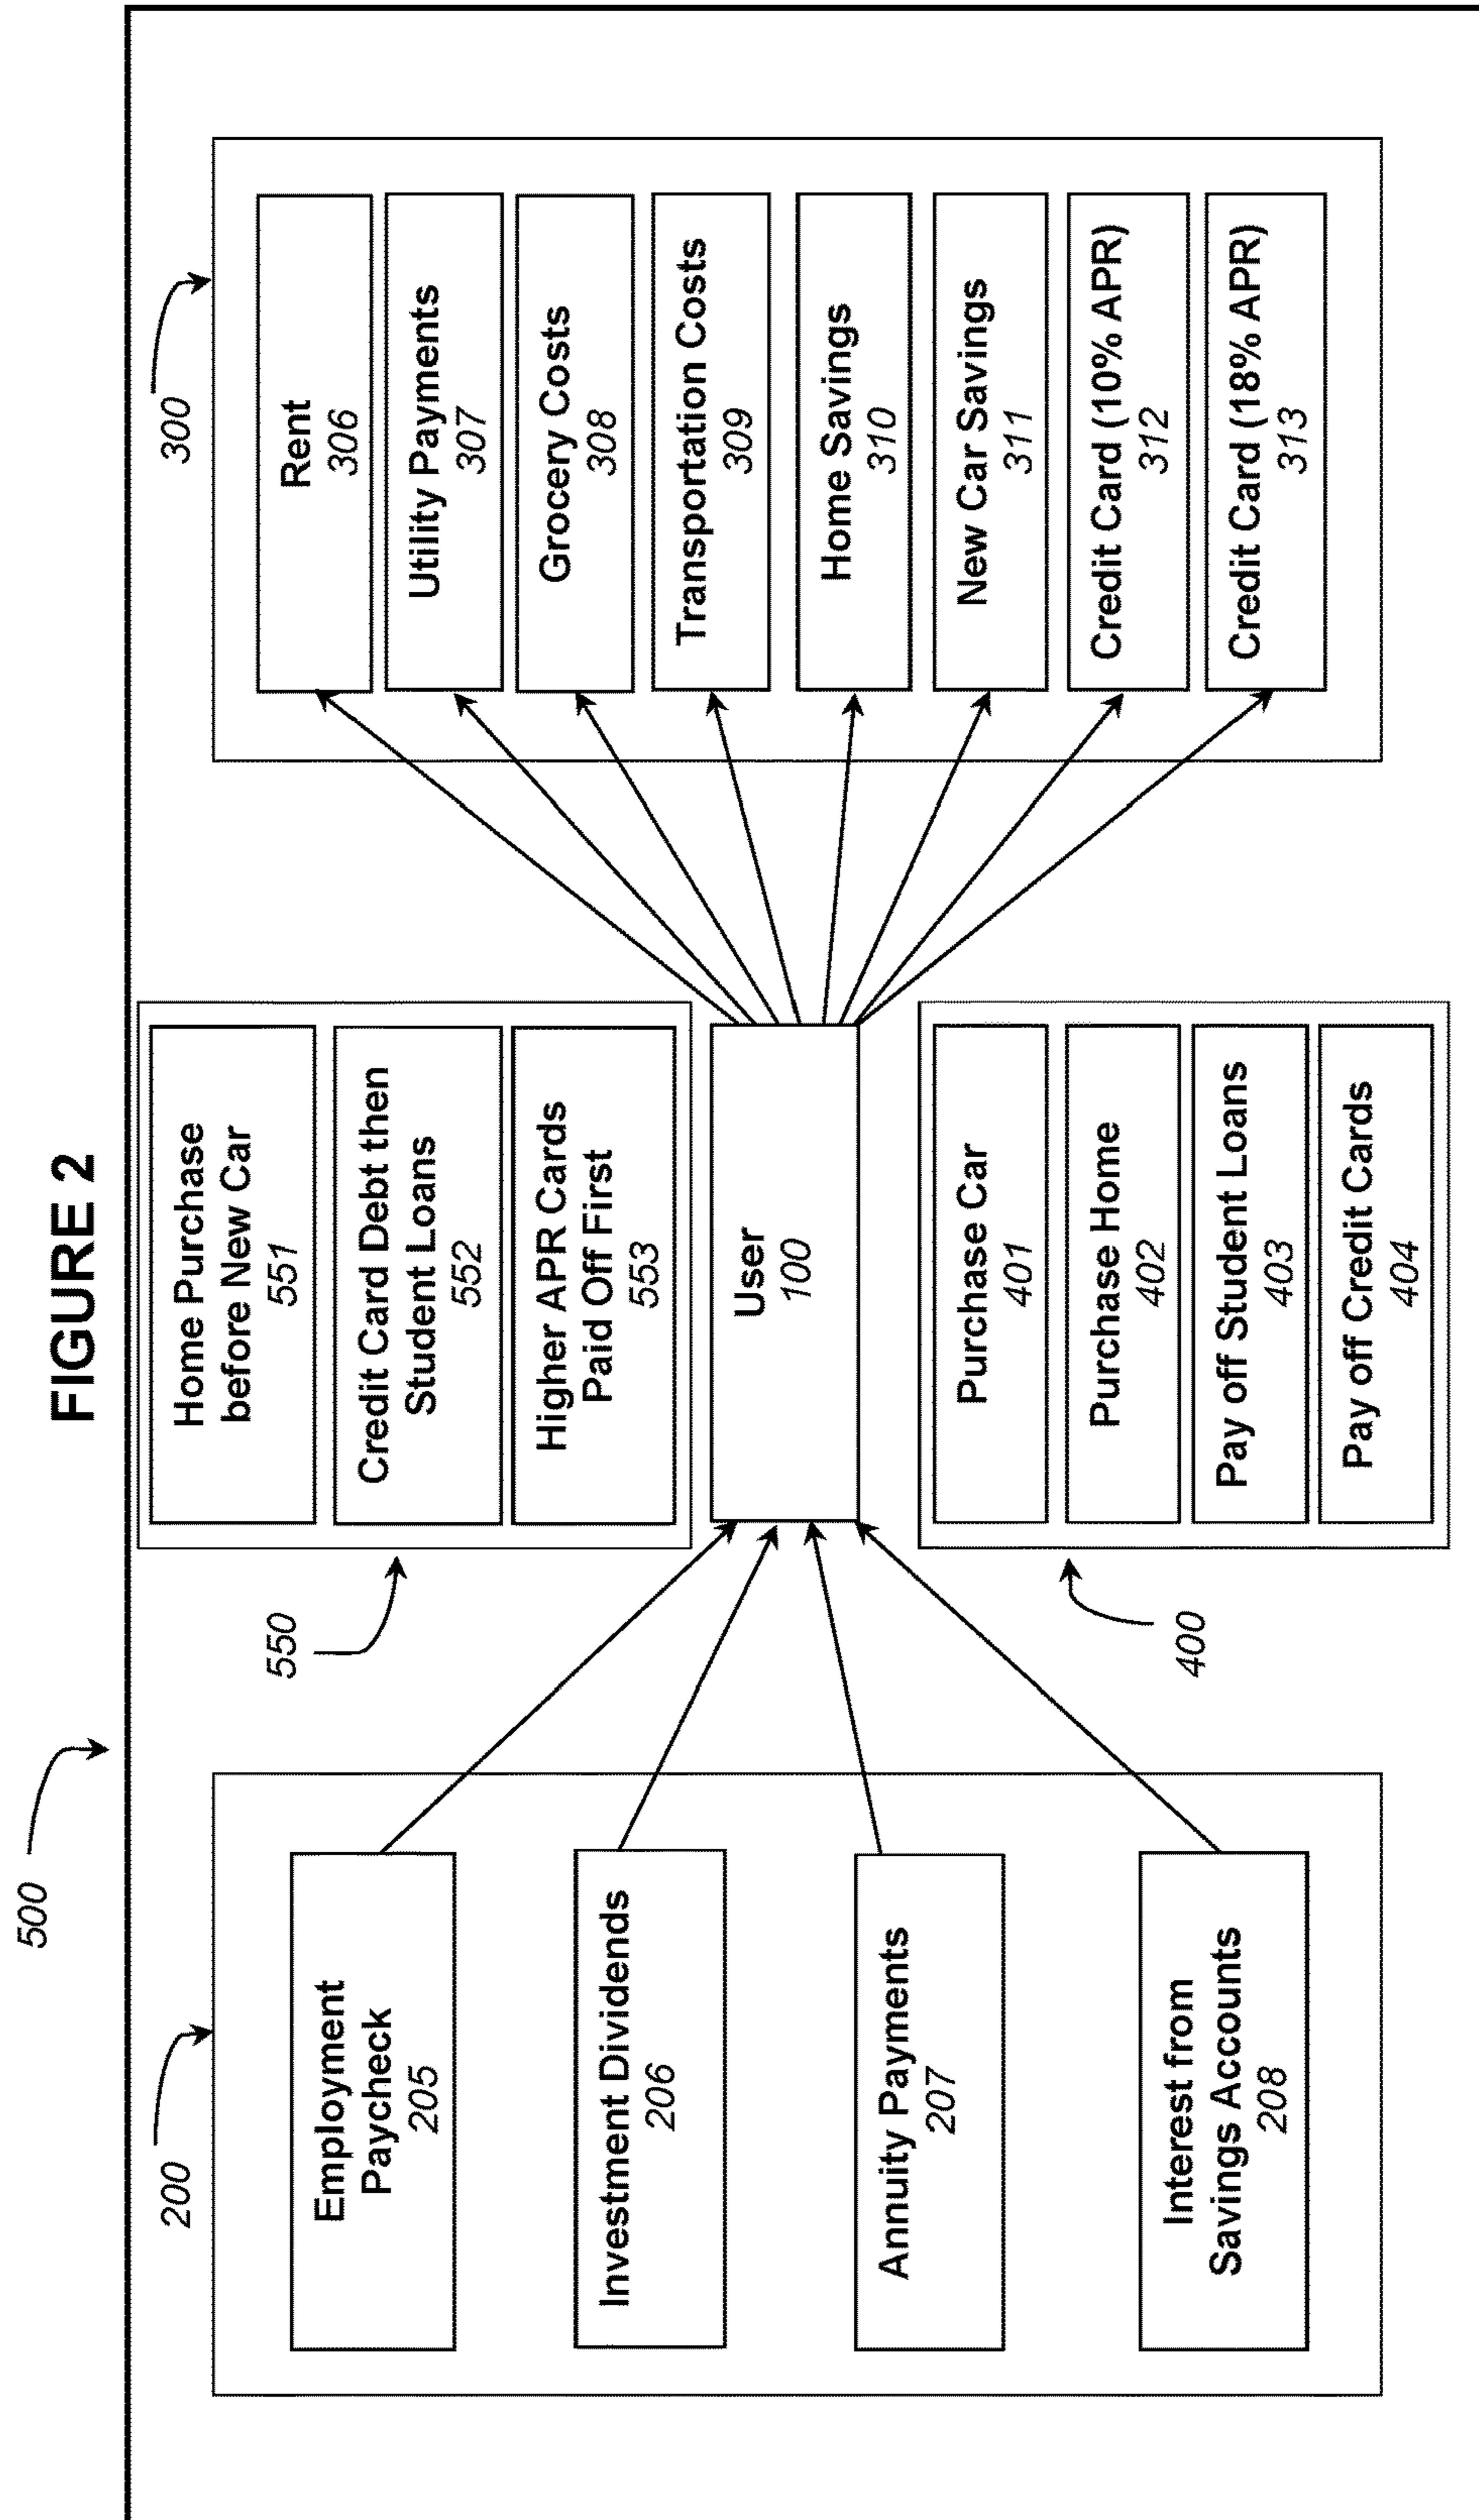 FIGURE 2
500
200
Employment
Paycheck
205
Investment Dividends
206
Annuity Payments
207
Interest from
Savings Accounts
208
550
Home Purchase
before New Car
551
Credit Card Debt then
Student Loans
552
Higher APR Cards
Paid Off First
553
User
100
400
Purchase Car
401
Purchase Home
402
Pay off Student Loans
403
Pay off Credit Cards
404
300
Rent
306
Utility Payments
307
Grocery Costs
308
Transportation Costs
309
Home Savings
310
New Car Savings
311
Credit Card (10% APR)
312
Credit Card (18% APR)
313